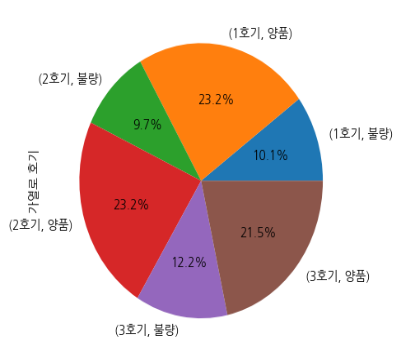 (1호기, 양품)
(2호기, 불량)
23.2%
9.7%
(1호기, 불량)
10.1%
가열로 호기
23.2%
(2호기, 양품)
21.5%
12.2%
(3호기, 양품)
(3호기, 불량)